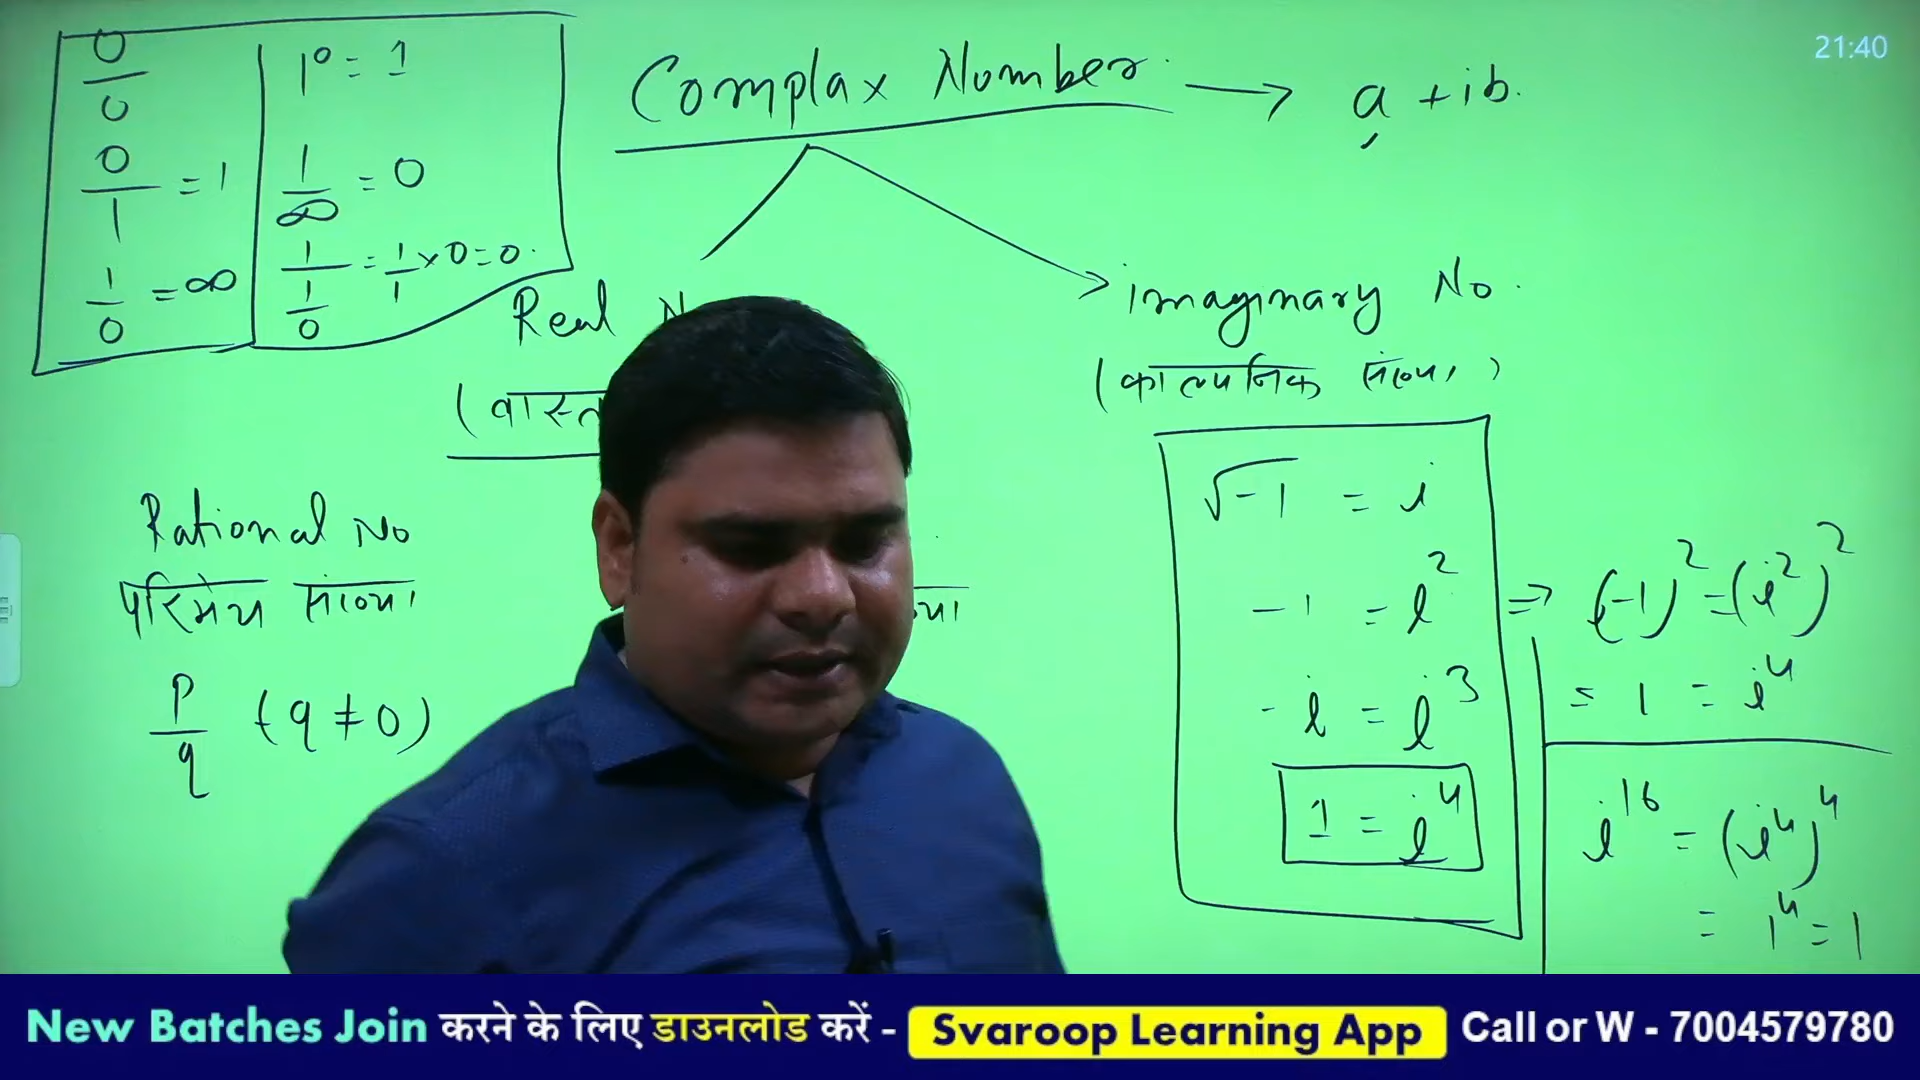 21:40
0/0
0/1 = 1
1/0 = ∞
1⁰ = 1
1/∞ = 0
1/(1/0) = 1/1 × 0 = 0.
Complax Number → a + ib.
Real N
(वास्त
imaginary No.
(काल्पनिक संख्या)
Rational No
परिमेय संख्या
p/q (q ≠ 0)
√-1 = i
-1 = i²
-i = i³
1 = i⁴
⇒ (-1)² = (i²)²
= 1 = i⁴
i¹⁶ = (i⁴)⁴
= 1⁴ = 1
New Batches Join करने के लिए डाउनलोड करें - Svaroop Learning App Call or W - 7004579780